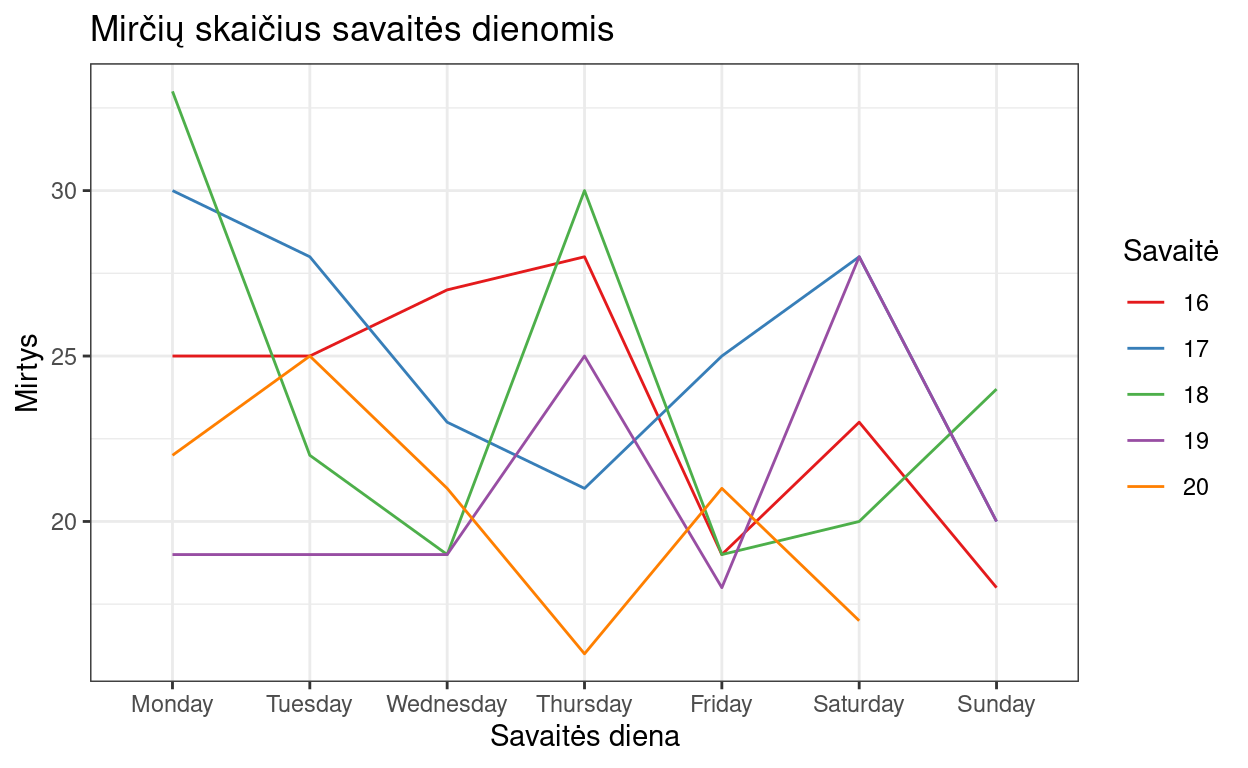 Mirčių skaičius savaitės dienomis
Mirtys
30
25
20
Monday Tuesday Wednesday Thursday Friday Saturday Sunday
Savaitės diena
Savaitė
16
17
18
19
20